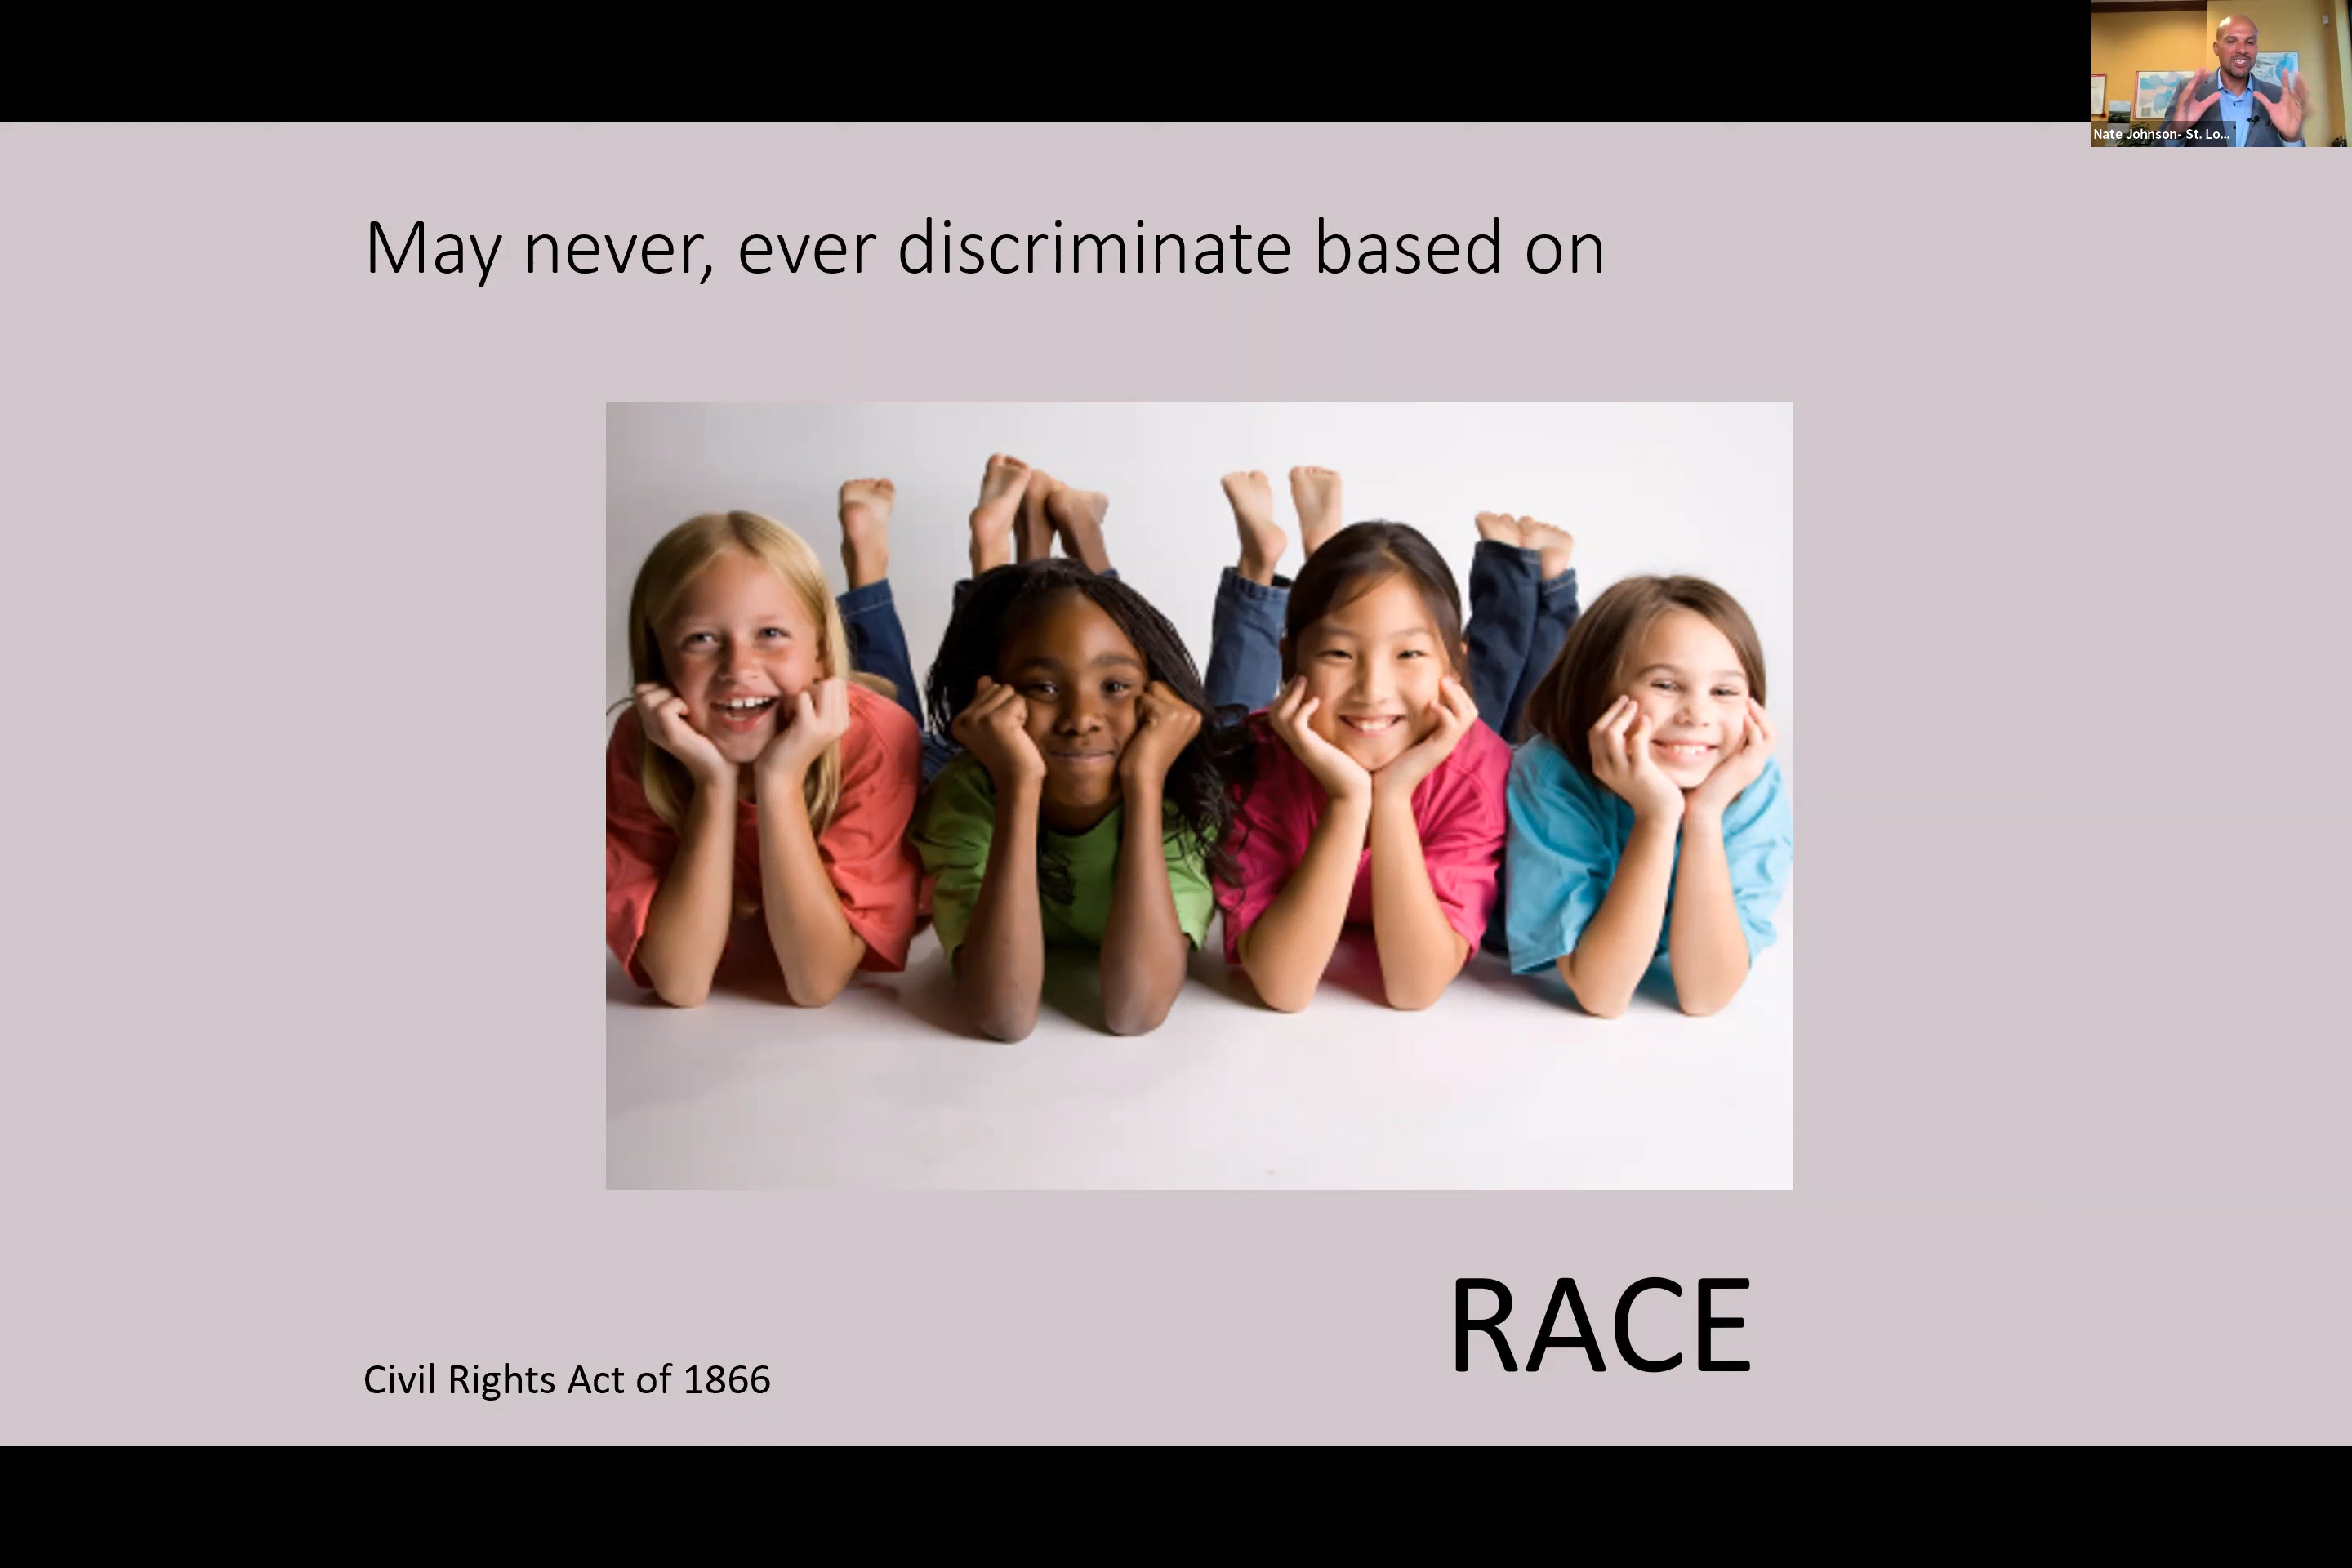 Nate Johnson- St. Lo...
May never, ever discriminate based on
RACE
Civil Rights Act of 1866